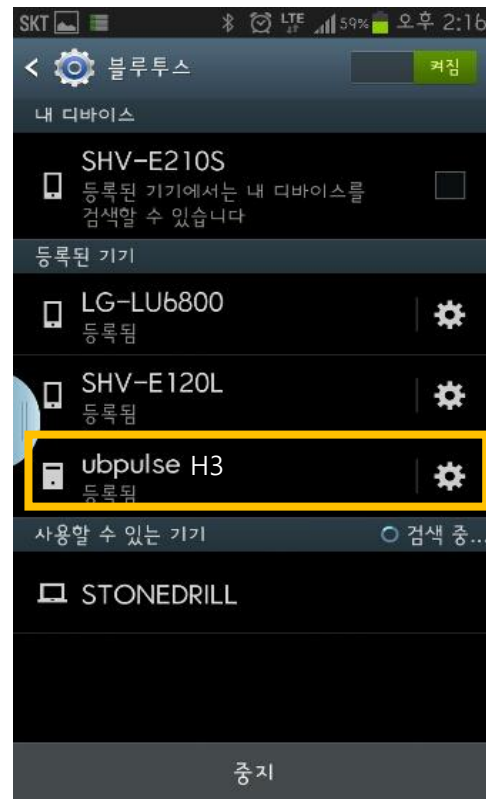 SKT LTE 59% 오후 2:16
< 블루투스 켜짐
내 디바이스
SHV-E210S
등록된 기기에서는 내 디바이스를
검색할 수 있습니다
등록된 기기
LG-LU6800
등록됨
SHV-E120L
등록됨
ubpulse H3
등록됨
사용할 수 있는 기기 검색 중...
STONEDRILL
중지